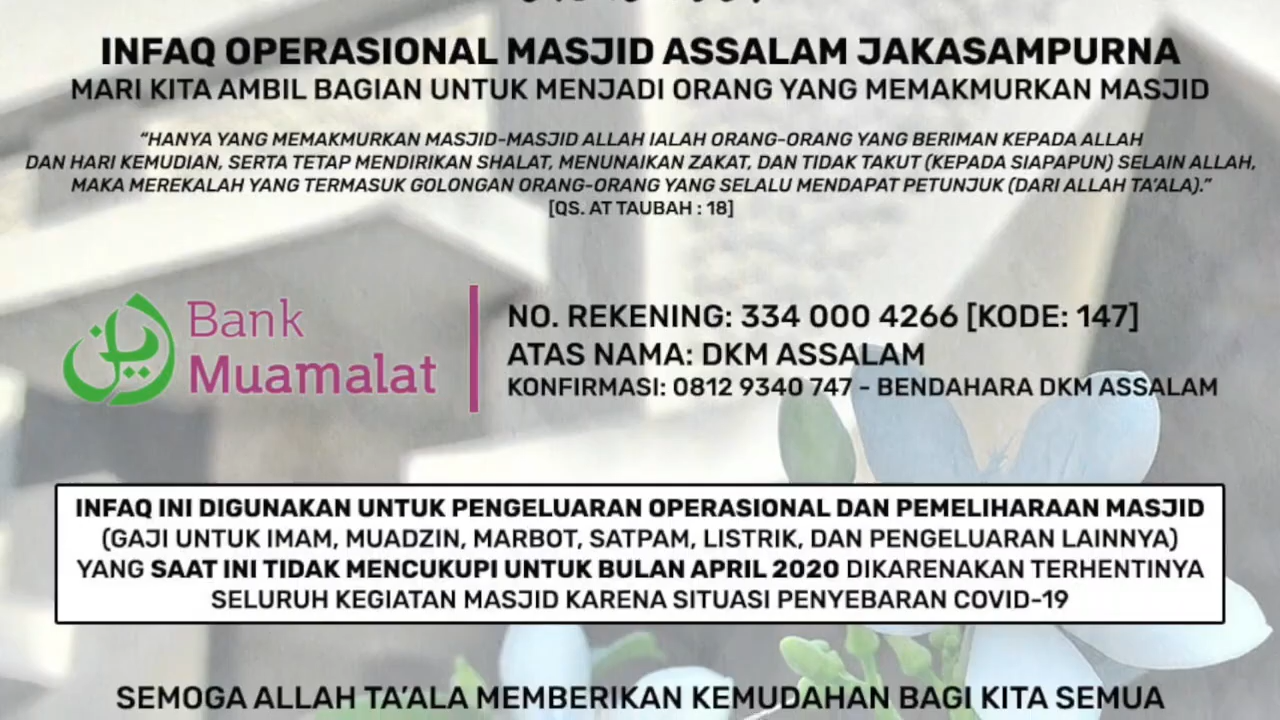 INFAQ OPERASIONAL MASJID ASSALAM JAKASAMPURNA
MARI KITA AMBIL BAGIAN UNTUK MENJADI ORANG YANG MEMAKMURKAN MASJID
“HANYA YANG MEMAKMURKAN MASJID-MASJID ALLAH IALAH ORANG-ORANG YANG BERIMAN KEPADA ALLAH
DAN HARI KEMUDIAN, SERTA TETAP MENDIRIKAN SHALAT, MENUNAIKAN ZAKAT, DAN TIDAK TAKUT (KEPADA SIAPAPUN) SELAIN ALLAH,
MAKA MEREKALAH YANG TERMASUK GOLONGAN ORANG-ORANG YANG SELALU MENDAPAT PETUNJUK (DARI ALLAH TA’ALA).”
[QS. AT TAUBAH : 18]
Bank
Muamalat
NO. REKENING: 334 000 4266 [KODE: 147]
ATAS NAMA: DKM ASSALAM
KONFIRMASI: 0812 9340 747 - BENDAHARA DKM ASSALAM
INFAQ INI DIGUNAKAN UNTUK PENGELUARAN OPERASIONAL DAN PEMELIHARAAN MASJID
(GAJI UNTUK IMAM, MUADZIN, MARBOT, SATPAM, LISTRIK, DAN PENGELUARAN LAINNYA)
YANG SAAT INI TIDAK MENCUKUPI UNTUK BULAN APRIL 2020 DIKARENAKAN TERHENTINYA
SELURUH KEGIATAN MASJID KARENA SITUASI PENYEBARAN COVID-19
SEMOGA ALLAH TA’ALA MEMBERIKAN KEMUDAHAN BAGI KITA SEMUA